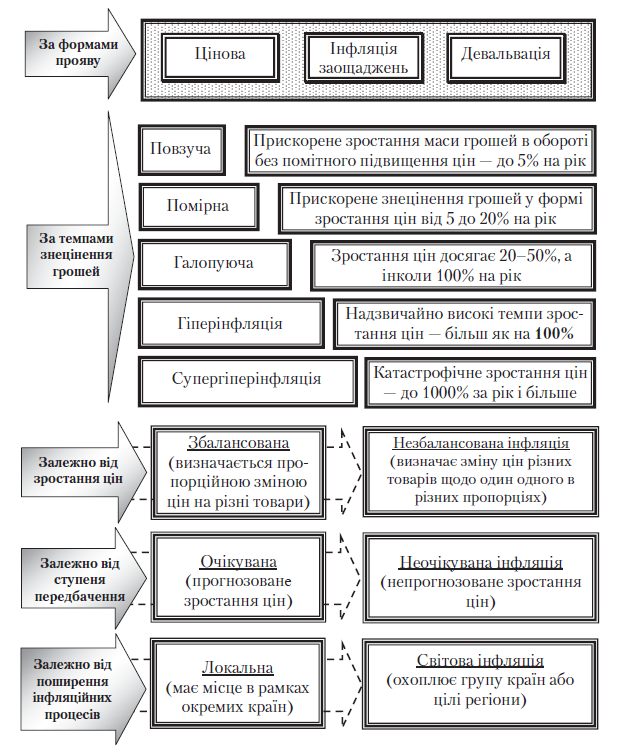 За формами
прояву
Цінова
Інфляція
заощаджень
Девальвація
За темпами
знецінення
грошей
Повзуча
Прискорене зростання маси грошей в обороті
без помітного підвищення цін — до 5% на рік
Помірна
Прискорене знецінення грошей у формі
зростання цін від 5 до 20% на рік
Галопуюча
Зростання цін досягає 20–50%, а
інколи 100% на рік
Гіперінфляція
Надзвичайно високі темпи зрос-
тання цін — більш як на 100%
Супергіперінфляція
Катастрофічне зростання цін
— до 1000% за рік і більше
Залежно від
зростання цін
Збалансована
(визначається про-
порційною зміною
цін на різні товари)
Незбалансована інфляція
(визначає зміну цін різних
товарів щодо один одного в
різних пропорціях)
Залежно від
ступеня
передбачення
Очікувана
(прогнозоване
зростання цін)
Неочікувана інфляція
(непрогнозоване зростання
цін)
Залежно від
поширення
інфляційних
процесів
Локальна
(має місце в рамках
окремих країн)
Світова інфляція
(охоплює групу країн або
цілі регіони)